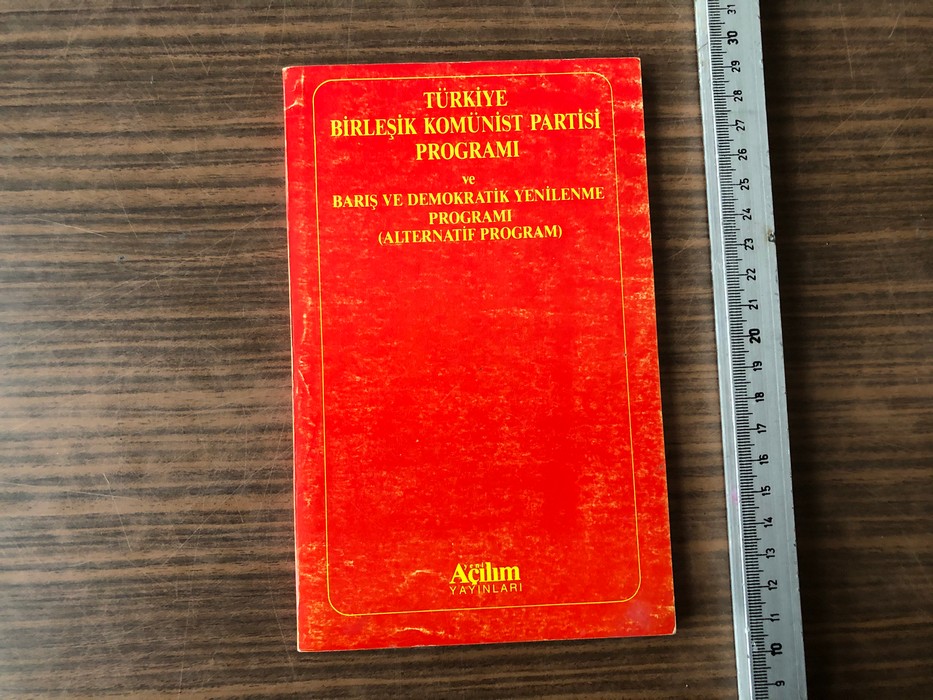 TÜRKİYE
BİRLEŞİK KOMÜNİST PARTİSİ
PROGRAMI
ve
BARIŞ VE DEMOKRATİK YENİLENME
PROGRAMI
(ALTERNATİF PROGRAM)
yeni
Açılım
YAYINLARI
31
30
29
28
27
26
25
24
23
22
21
20
19
18
17
16
15
14
13
12
11
10
9